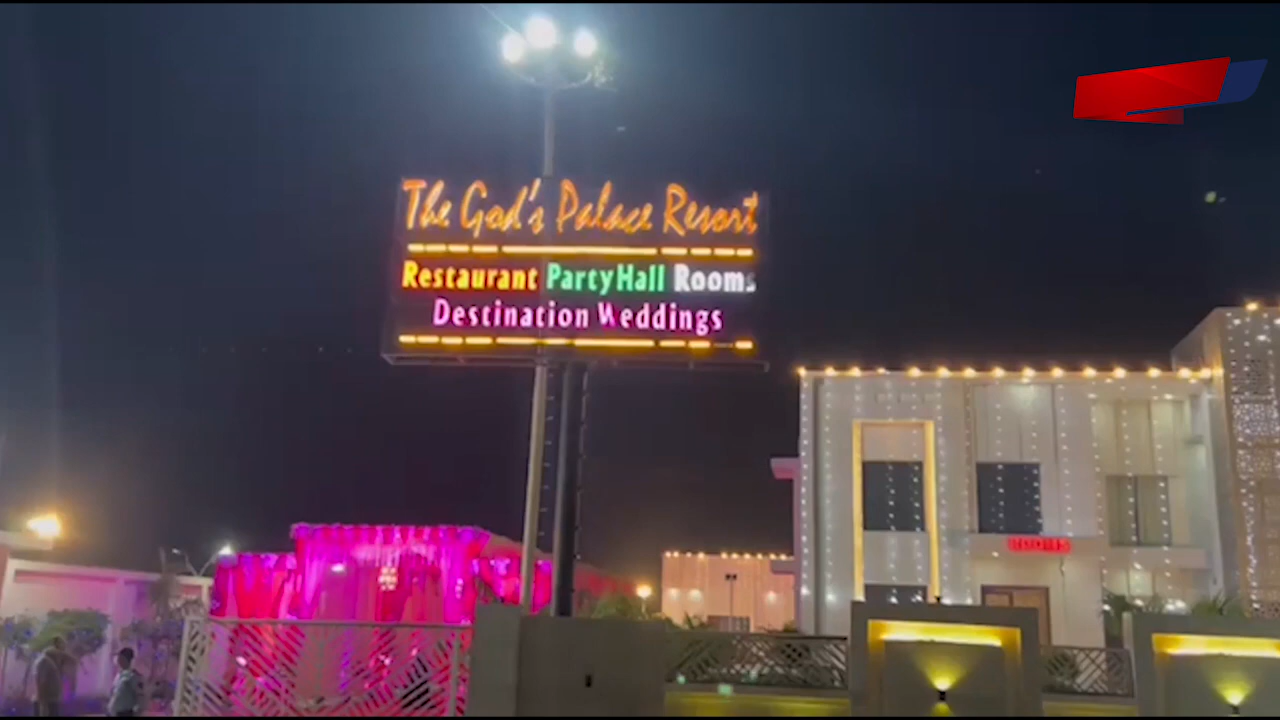 The God's Palace Resort
Restaurant PartyHall Rooms
Destination Weddings